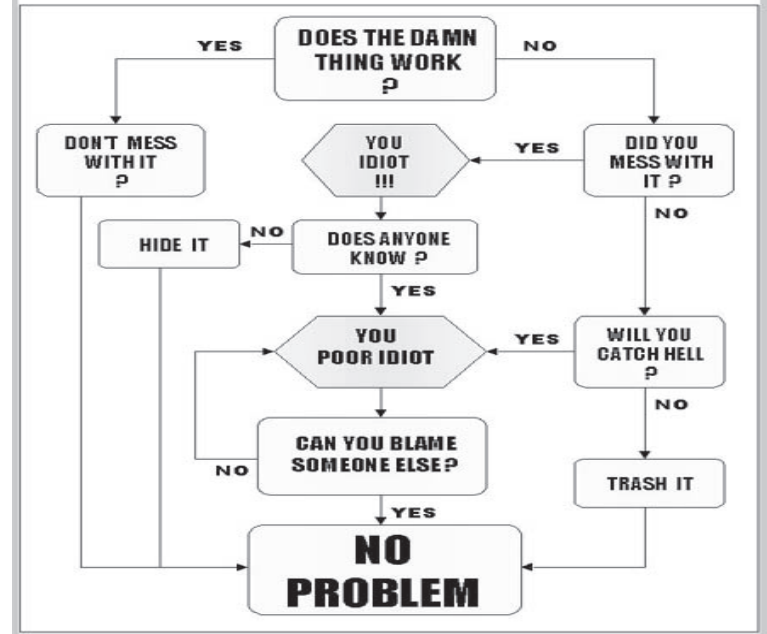 DOES THE DAMN
THING WORK
?
YES
NO
DON'T MESS
WITH IT
?
YOU
IDIOT
!!!
YES
DID YOU
MESS WITH
IT ?
NO
HIDE IT
NO
DOES ANYONE
KNOW ?
YES
YOU
POOR IDIOT
YES
WILL YOU
CATCH HELL
?
NO
CAN YOU BLAME
SOMEONE ELSE?
NO
TRASH IT
YES
NO
PROBLEM